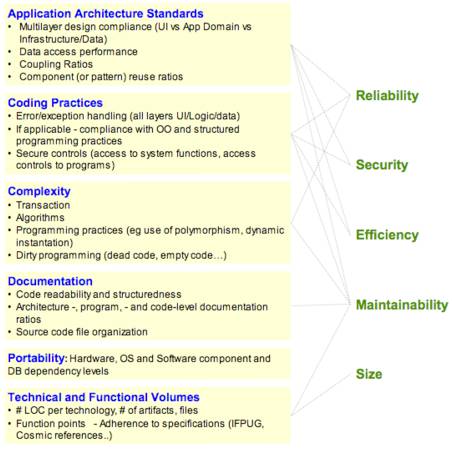 Application Architecture Standards
• Multilayer design compliance (UI vs App Domain vs
Infrastructure/Data)
• Data access performance
• Coupling Ratios
• Component (or pattern) reuse ratios
Coding Practices
• Error/exception handling (all layers UI/Logic/data)
• If applicable - compliance with OO and structured
programming practices
• Secure controls (access to system functions, access
controls to programs)
Complexity
• Transaction
• Algorithms
• Programming practices (eg use of polymorphism, dynamic
instantation)
• Dirty programming (dead code, empty code…)
Documentation
• Code readability and structuredness
• Architecture -, program, - and code-level documentation
ratios
• Source code file organization
Portability: Hardware, OS and Software component and
DB dependency levels
Technical and Functional Volumes
• # LOC per technology, # of artifacts, files
• Function points - Adherence to specifications (IFPUG,
Cosmic references..)
Reliability
Security
Efficiency
Maintainability
Size